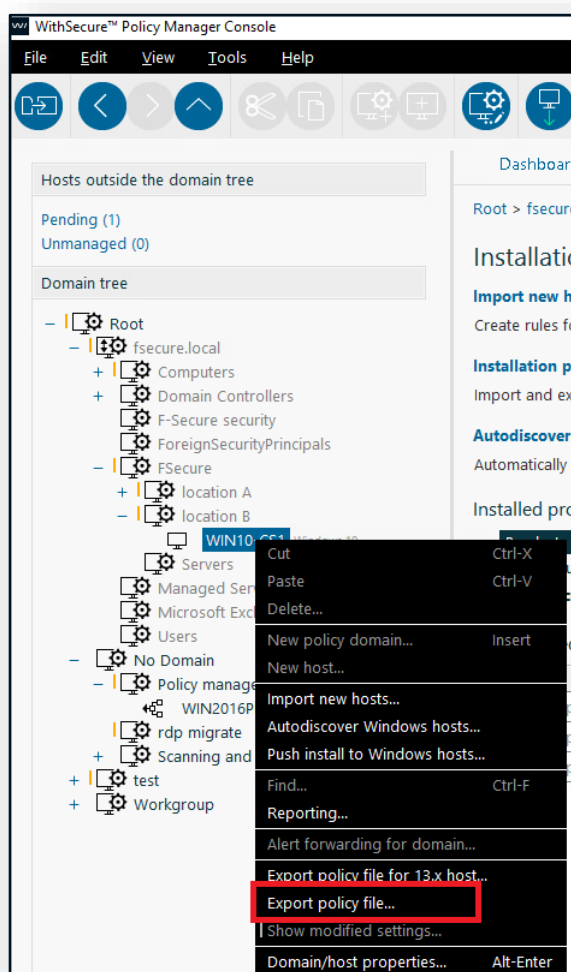 WithSecure™ Policy Manager Console
File Edit View Tools Help
Hosts outside the domain tree
Pending (1)
Unmanaged (0)
Domain tree
Root
fsecure.local
Computers
Domain Controllers
F-Secure security
ForeignSecurityPrincipals
FSecure
location A
location B
WIN10-CS1 Windows 10
Servers
Managed Ser
Microsoft Excl
Users
No Domain
Policy manage
WIN2016P
rdp migrate
Scanning and
test
Workgroup
Dashboar
Root > fsecure
Installatio
Import new h
Create rules fo
Installation p
Import and ex
Autodiscover
Automatically
Installed pro
Cut Ctrl-X
Paste Ctrl-V
Delete...
New policy domain... Insert
New host...
Import new hosts...
Autodiscover Windows hosts...
Push install to Windows hosts...
Find... Ctrl-F
Reporting...
Alert forwarding for domain...
Export policy file for 13.x host...
Export policy file...
Show modified settings...
Domain/host properties... Alt-Enter